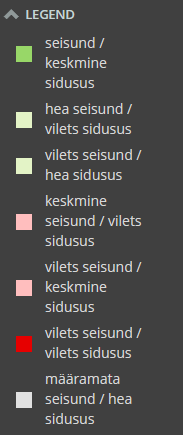 LEGEND
seisund /
keskmine
sidusus
hea seisund /
vilets sidusus
vilets seisund /
hea sidusus
keskmine
seisund / vilets
sidusus
vilets seisund /
keskmine
sidusus
vilets seisund /
vilets sidusus
määramata
seisund / hea
sidusus